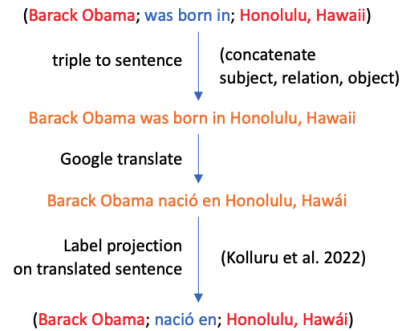 (Barack Obama; was born in; Honolulu, Hawaii)
triple to sentence
(concatenate
subject, relation, object)
Barack Obama was born in Honolulu, Hawaii
Google translate
Barack Obama nació en Honolulu, Hawái
Label projection
on translated sentence
(Kolluru et al. 2022)
(Barack Obama; nació en; Honolulu, Hawái)